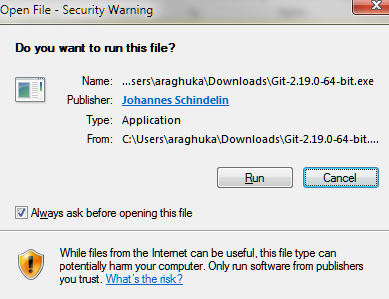 Open File - Security Warning
Do you want to run this file?
Name: ...sers\araghuka\Downloads\Git-2.19.0-64-bit.exe
Publisher: Johannes Schindelin
Type: Application
From: C:\Users\araghuka\Downloads\Git-2.19.0-64-bit....
Run Cancel
Always ask before opening this file
While files from the Internet can be useful, this file type can
potentially harm your computer. Only run software from publishers
you trust. What's the risk?